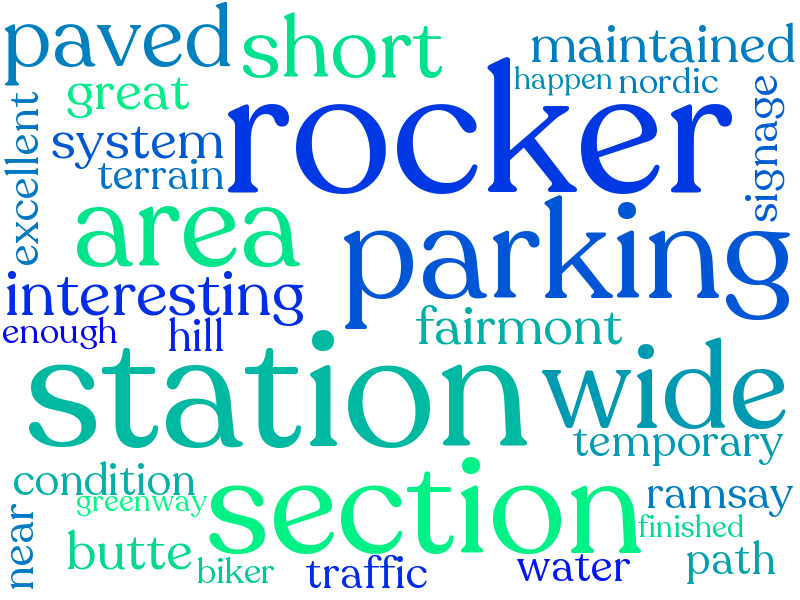 paved
short
maintained
great
happen
nordic
rocker
excellent
system
signage
terrain
area
parking
interesting
enough
hill
fairmont
station
wide
temporary
condition
greenway
section
ramsay
near
finished
butte
biker
traffic
water
path